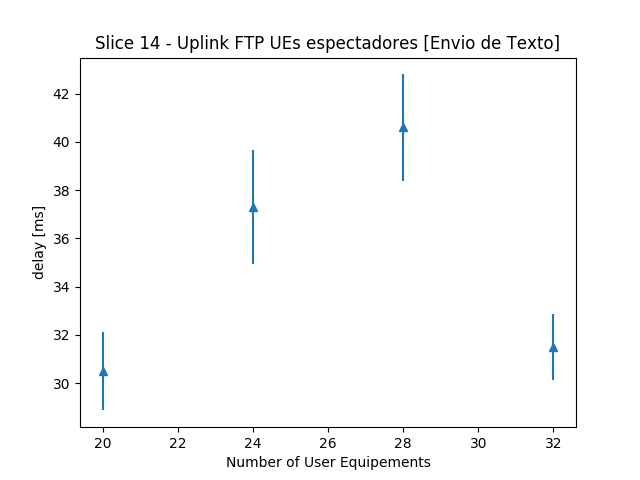 Slice 14 - Uplink FTP UEs espectadores [Envio de Texto]
42
40
38
36
34
32
30
delay [ms]
20 22 24 26 28 30 32
Number of User Equipements